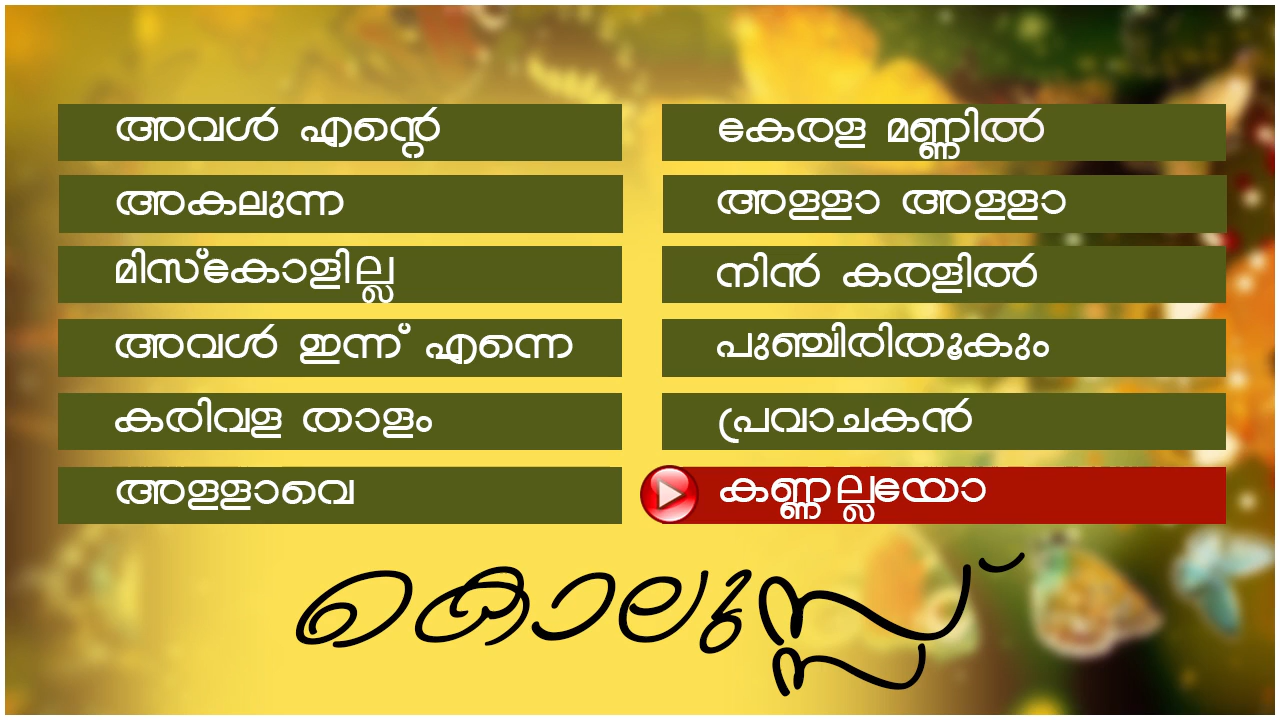 അവൾ എന്റെ
അകലുന്ന
മിസ്കോളില്ല
അവൾ ഇന്ന് എന്നെ
കരിവള താളം
അള്ളാവെ
കേരള മണ്ണിൽ
അള്ളാ അള്ളാ
നിൻ കരളിൽ
പുഞ്ചിരിതൂകും
പ്രവാചകൻ
കണ്ണല്ലയോ
കൊലുസ്സ്